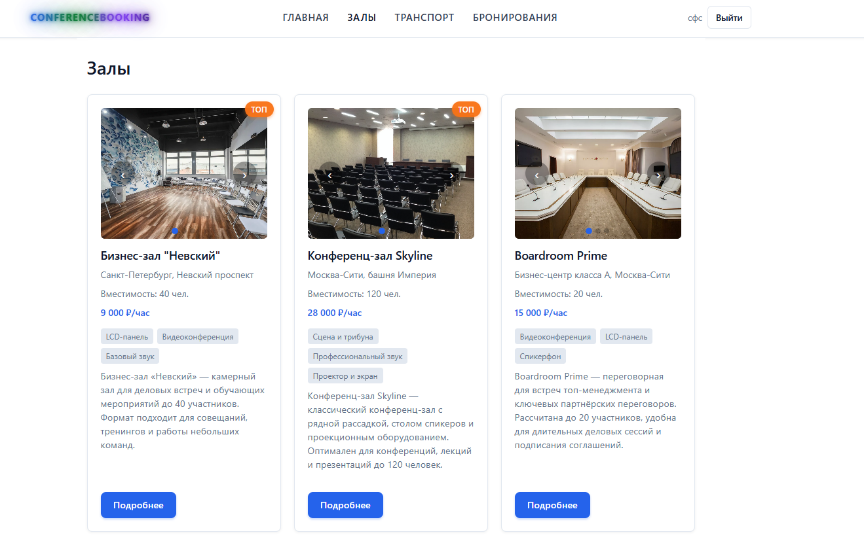 CONFERENCEBOOKING
ГЛАВНАЯ ЗАЛЫ ТРАНСПОРТ БРОНИРОВАНИЯ
сфс Выйти
Залы
ТОП
Бизнес-зал "Невский"
Санкт-Петербург, Невский проспект
Вместимость: 40 чел.
9 000 ₽/час
LCD-панель Видеоконференция
Базовый звук
Бизнес-зал «Невский» — камерный
зал для деловых встреч и обучающих
мероприятий до 40 участников.
Формат подходит для совещаний,
тренингов и работы небольших
команд.
Подробнее
ТОП
Конференц-зал Skyline
Москва-Сити, башня Империя
Вместимость: 120 чел.
28 000 ₽/час
Сцена и трибуна
Профессиональный звук
Проектор и экран
Конференц-зал Skyline —
классический конференц-зал с
рядной рассадкой, столом спикеров и
проекционным оборудованием.
Оптимален для конференций, лекций
и презентаций до 120 человек.
Подробнее
Boardroom Prime
Бизнес-центр класса А, Москва-Сити
Вместимость: 20 чел.
15 000 ₽/час
Видеоконференция LCD-панель
Спикерфон
Boardroom Prime — переговорная
для встреч топ-менеджмента и
ключевых партнёрских переговоров.
Рассчитана до 20 участников, удобна
для длительных деловых сессий и
подписания соглашений.
Подробнее